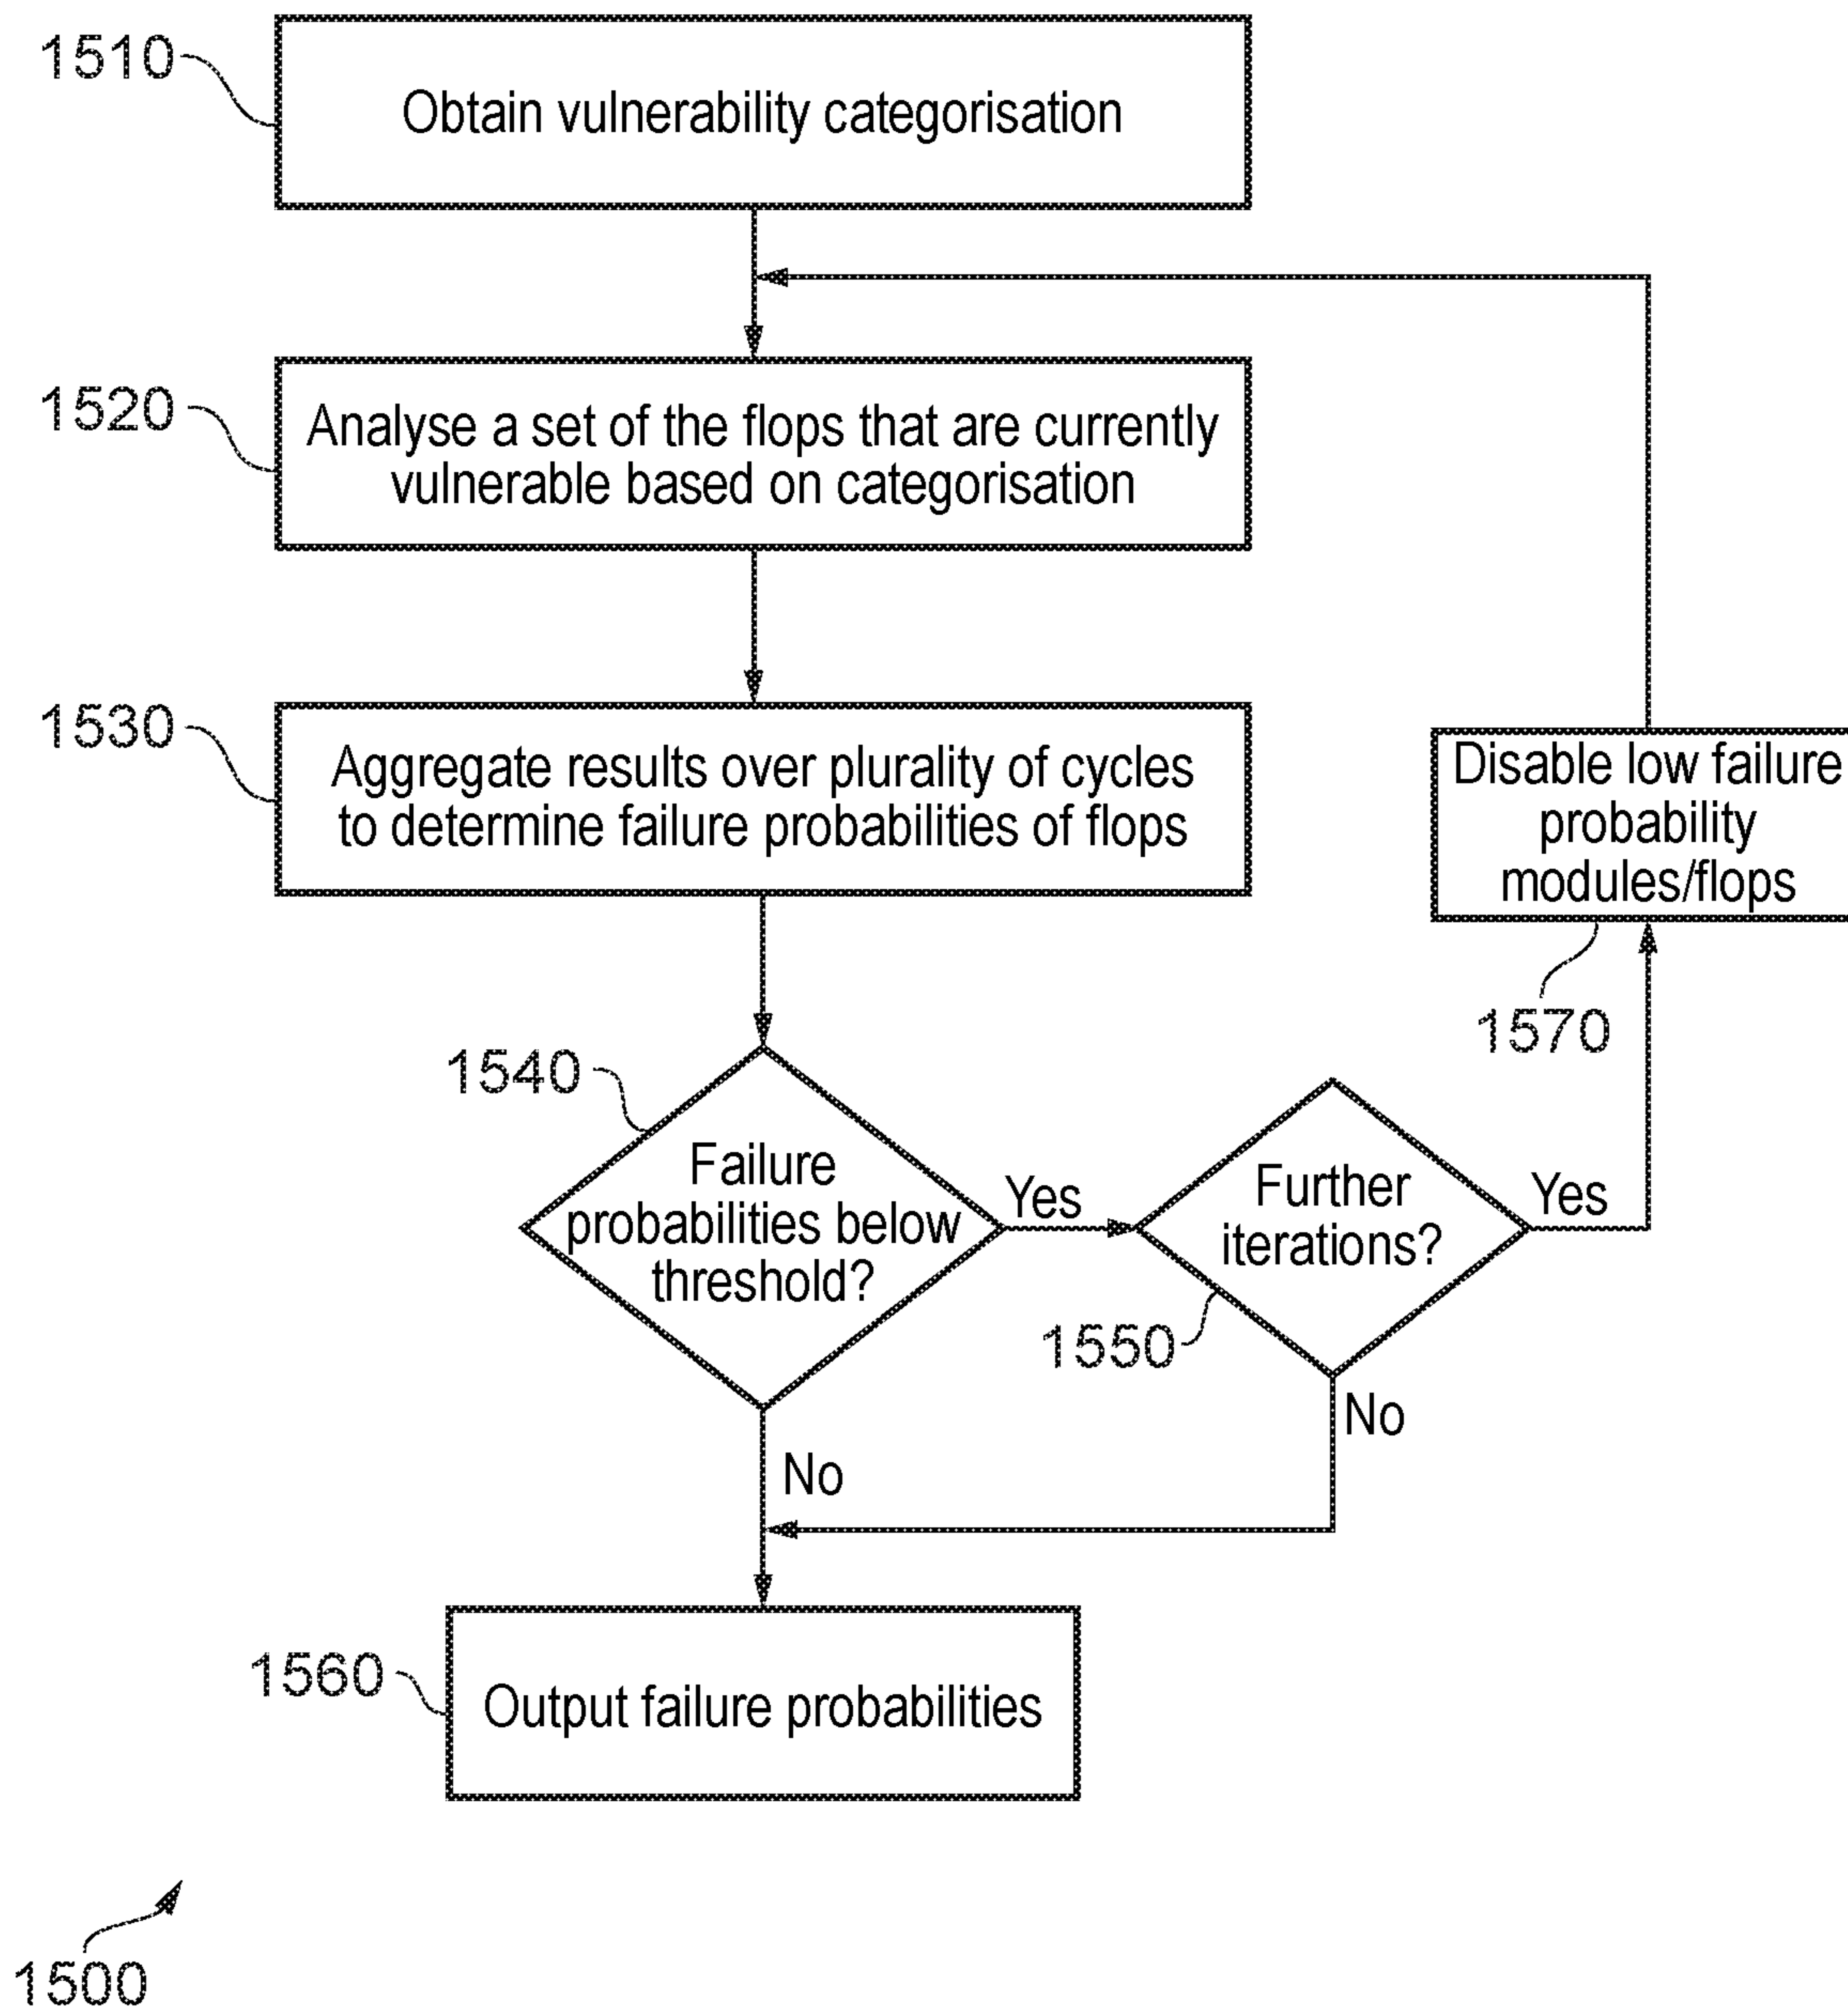 1510
Obtain vulnerability categorisation
1520
Analyse a set of the flops that are currently
vulnerable based on categorisation
1530
Aggregate results over plurality of cycles
to determine failure probabilities of flops
Disable low failure
probability
modules/flops
1570
1540
Failure
probabilities below
threshold?
Yes
Further
iterations?
Yes
1550
No
No
1560
Output failure probabilities
1500